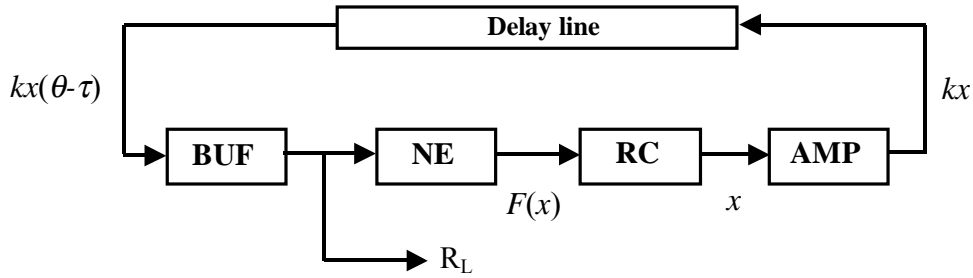 Delay line
kx(θ-τ)
kx
BUF
NE
RC
AMP
F(x)
x
R_L